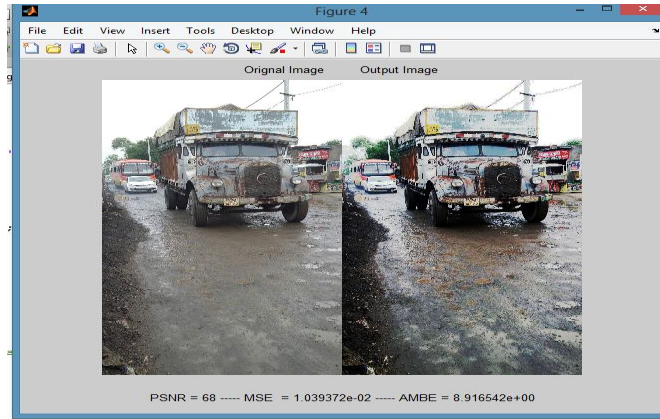 Figure 4
File Edit View Insert Tools Desktop Window Help
Orignal Image Output Image
PSNR = 68 ----- MSE = 1.039372e-02 ----- AMBE = 8.916542e+00